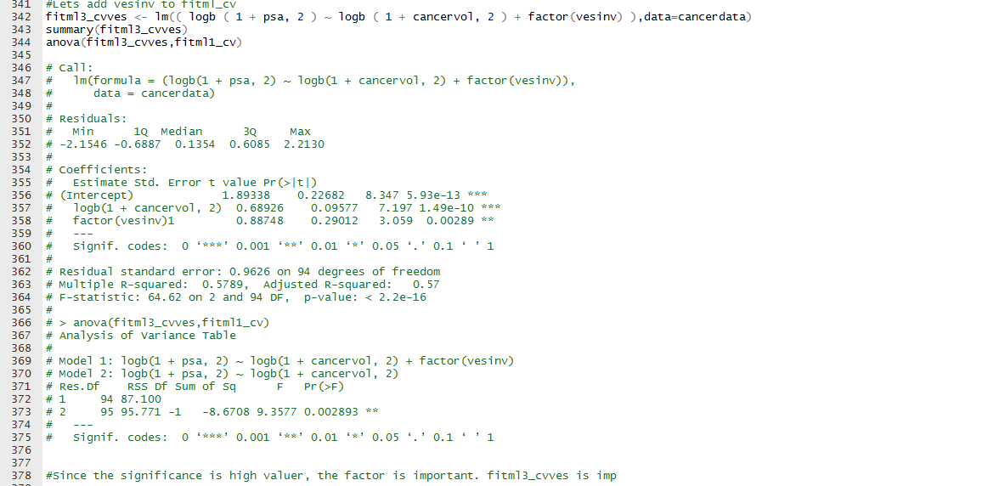 341 #Lets add vesinv to fitml_cv
342 fitml3_cvves <- lm(( logb ( 1 + psa, 2 ) ~ logb ( 1 + cancervol, 2 ) + factor(vesinv) ),data=cancerdata)
343 summary(fitml3_cvves)
344 anova(fitml3_cvves,fitml1_cv)
345
346 # Call:
347 #   lm(formula = (logb(1 + psa, 2) ~ logb(1 + cancervol, 2) + factor(vesinv)),
348 #      data = cancerdata)
349 #
350 # Residuals:
351 #   Min      1Q  Median      3Q     Max
352 # -2.1546 -0.6887  0.1354  0.6085  2.2130
353 #
354 # Coefficients:
355 #   Estimate Std. Error t value Pr(>|t|)
356 # (Intercept)             1.89338    0.22682   8.347 5.93e-13 ***
357 #   logb(1 + cancervol, 2)  0.68926    0.09577   7.197 1.49e-10 ***
358 #   factor(vesinv)1         0.88748    0.29012   3.059  0.00289 **
359 #   ---
360 #   Signif. codes:  0 ‘***’ 0.001 ‘**’ 0.01 ‘*’ 0.05 ‘.’ 0.1 ‘ ’ 1
361 #
362 # Residual standard error: 0.9626 on 94 degrees of freedom
363 # Multiple R-squared:  0.5789,	Adjusted R-squared:   0.57
364 # F-statistic: 64.62 on 2 and 94 DF,  p-value: < 2.2e-16
365 #
366 # > anova(fitml3_cvves,fitml1_cv)
367 # Analysis of Variance Table
368 #
369 # Model 1: logb(1 + psa, 2) ~ logb(1 + cancervol, 2) + factor(vesinv)
370 # Model 2: logb(1 + psa, 2) ~ logb(1 + cancervol, 2)
371 # Res.Df    RSS Df Sum of Sq      F   Pr(>F)
372 # 1     94 87.100
373 # 2     95 95.771 -1   -8.6708 9.3577 0.002893 **
374 #   ---
375 #   Signif. codes:  0 ‘***’ 0.001 ‘**’ 0.01 ‘*’ 0.05 ‘.’ 0.1 ‘ ’ 1
376
377
378 #Since the significance is high valuer, the factor is important. fitml3_cvves is imp